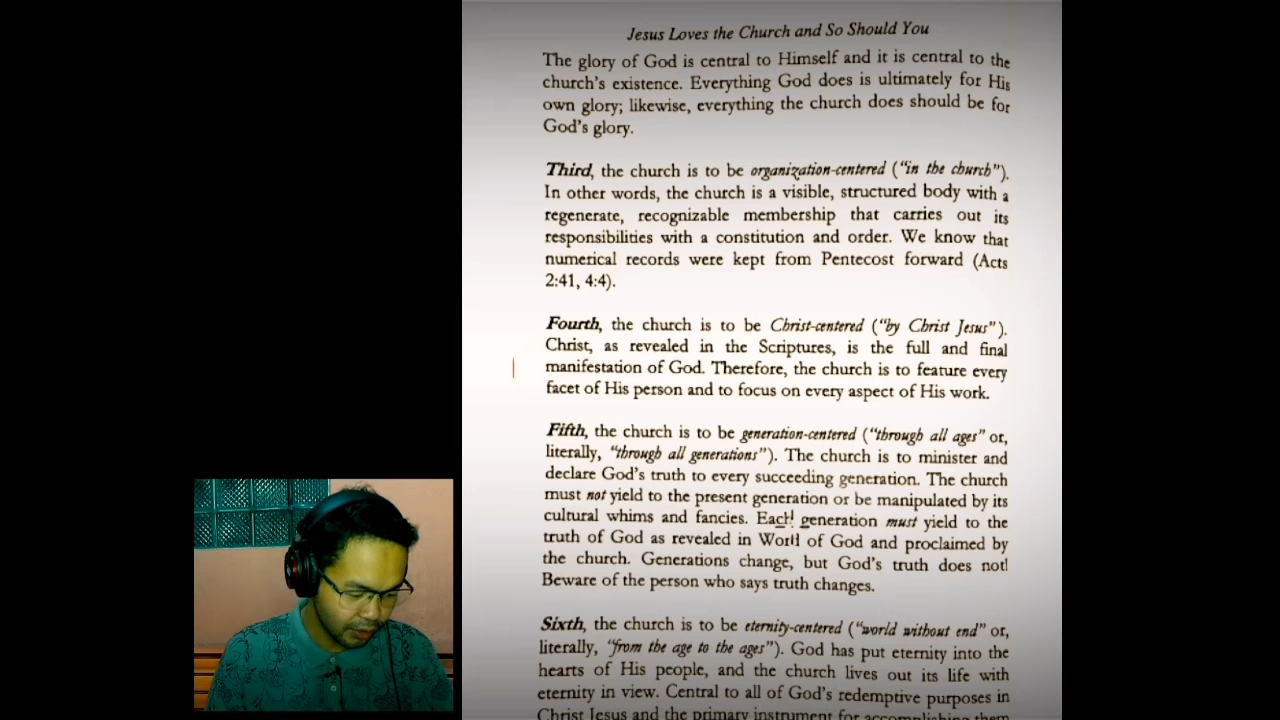 Jesus Loves the Church and So Should You
The glory of God is central to Himself and it is central to the
church's existence. Everything God does is ultimately for His
own glory; likewise, everything the church does should be for
God's glory.
Third, the church is to be organization-centered ("in the church").
In other words, the church is a visible, structured body with a
regenerate, recognizable membership that carries out its
responsibilities with a constitution and order. We know that
numerical records were kept from Pentecost forward (Acts
2:41, 4:4).
Fourth, the church is to be Christ-centered ("by Christ Jesus").
Christ, as revealed in the Scriptures, is the full and final
manifestation of God. Therefore, the church is to feature every
facet of His person and to focus on every aspect of His work.
Fifth, the church is to be generation-centered ("through all ages" or,
literally, "through all generations"). The church is to minister and
declare God's truth to every succeeding generation. The church
must not yield to the present generation or be manipulated by its
cultural whims and fancies. Each generation must yield to the
truth of God as revealed in Word of God and proclaimed by
the church. Generations change, but God's truth does not!
Beware of the person who says truth changes.
Sixth, the church is to be eternity-centered ("world without end" or,
literally, "from the age to the ages"). God has put eternity into the
hearts of His people, and the church lives out its life with
eternity in view. Central to all of God's redemptive purposes in
Christ Jesus and the primary instrument for accomplishing them